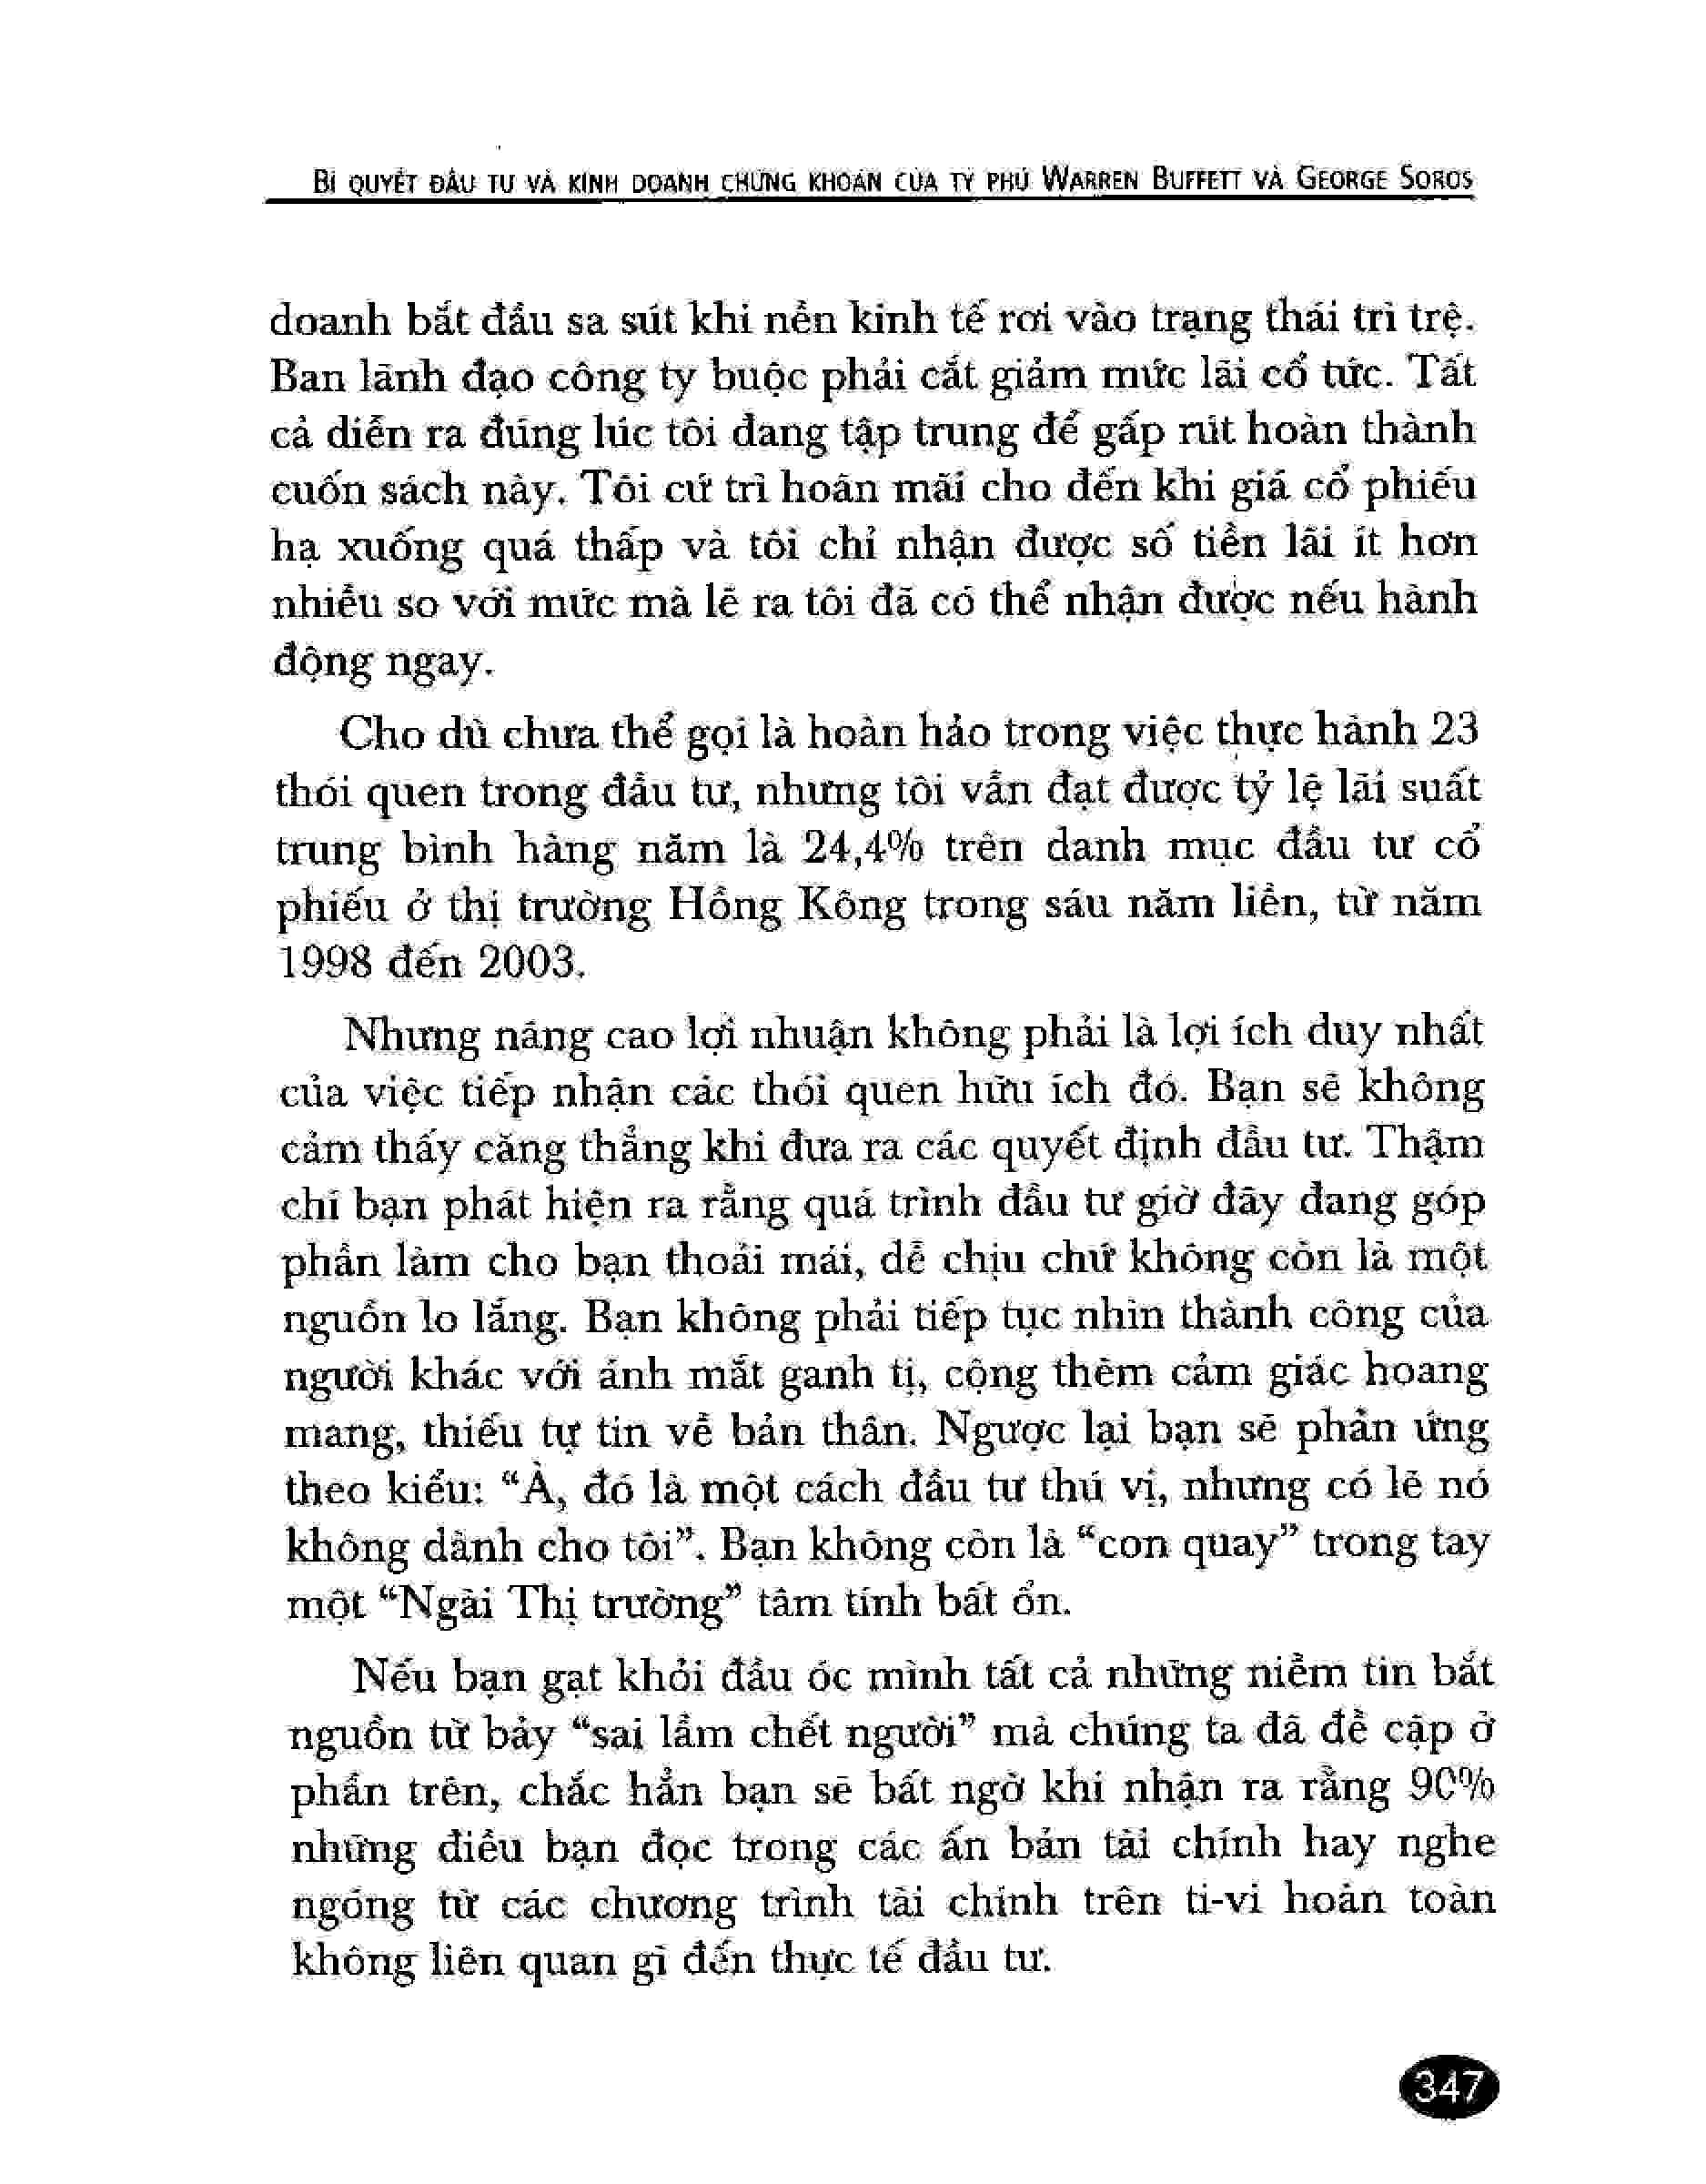 BÍ QUYẾT ĐẦU TƯ VÀ KINH DOANH CHỨNG KHOÁN CỦA TỶ PHÚ WARREN BUFFETT VÀ GEORGE SOROS
doanh bắt đầu sa sút khi nền kinh tế rơi vào trạng thái trì trệ.
Ban lãnh đạo công ty buộc phải cắt giảm mức lãi cổ tức. Tất
cả diễn ra đúng lúc tôi đang tập trung để gấp rút hoàn thành
cuốn sách này. Tôi cứ trì hoãn mãi cho đến khi giá cổ phiếu
hạ xuống quá thấp và tôi chỉ nhận được số tiền lãi ít hơn
nhiều so với mức mà lẽ ra tôi đã có thể nhận được nếu hành
động ngay.
Cho dù chưa thể gọi là hoàn hảo trong việc thực hành 23
thói quen trong đầu tư, nhưng tôi vẫn đạt được tỷ lệ lãi suất
trung bình hàng năm là 24,4% trên danh mục đầu tư cổ
phiếu ở thị trường Hồng Kông trong sáu năm liền, từ năm
1998 đến 2003.
Nhưng nâng cao lợi nhuận không phải là lợi ích duy nhất
của việc tiếp nhận các thói quen hữu ích đó. Bạn sẽ không
cảm thấy căng thẳng khi đưa ra các quyết định đầu tư. Thậm
chí bạn phát hiện ra rằng quá trình đầu tư giờ đây đang góp
phần làm cho bạn thoải mái, dễ chịu chứ không còn là một
nguồn lo lắng. Bạn không phải tiếp tục nhìn thành công của
người khác với ánh mắt ganh tị, cộng thêm cảm giác hoang
mang, thiếu tự tin về bản thân. Ngược lại bạn sẽ phản ứng
theo kiểu: “À, đó là một cách đầu tư thú vị, nhưng có lẽ nó
không dành cho tôi”. Bạn không còn là “con quay” trong tay
một “Ngài Thị trường” tâm tính bất ổn.
Nếu bạn gạt khỏi đầu óc mình tất cả những niềm tin bắt
nguồn từ bảy “sai lầm chết người” mà chúng ta đã đề cập ở
phần trên, chắc hẳn bạn sẽ bất ngờ khi nhận ra rằng 90%
những điều bạn đọc trong các ấn bản tài chính hay nghe
ngóng từ các chương trình tài chính trên ti-vi hoàn toàn
không liên quan gì đến thực tế đầu tư.
347